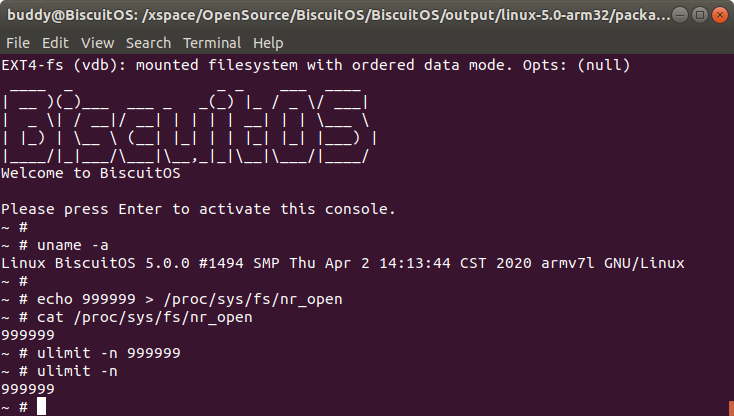 buddy@BiscuitOS: /xspace/OpenSource/BiscuitOS/BiscuitOS/output/linux-5.0-arm32/packa...
File Edit View Search Terminal Help
EXT4-fs (vdb): mounted filesystem with ordered data mode. Opts: (null)
BiscuitOS
Welcome to BiscuitOS
Please press Enter to activate this console.
~ #
~ # uname -a
Linux BiscuitOS 5.0.0 #1494 SMP Thu Apr 2 14:13:44 CST 2020 armv7l GNU/Linux
~ #
~ # echo 999999 > /proc/sys/fs/nr_open
~ # cat /proc/sys/fs/nr_open
999999
~ # ulimit -n 999999
~ # ulimit -n
999999
~ #